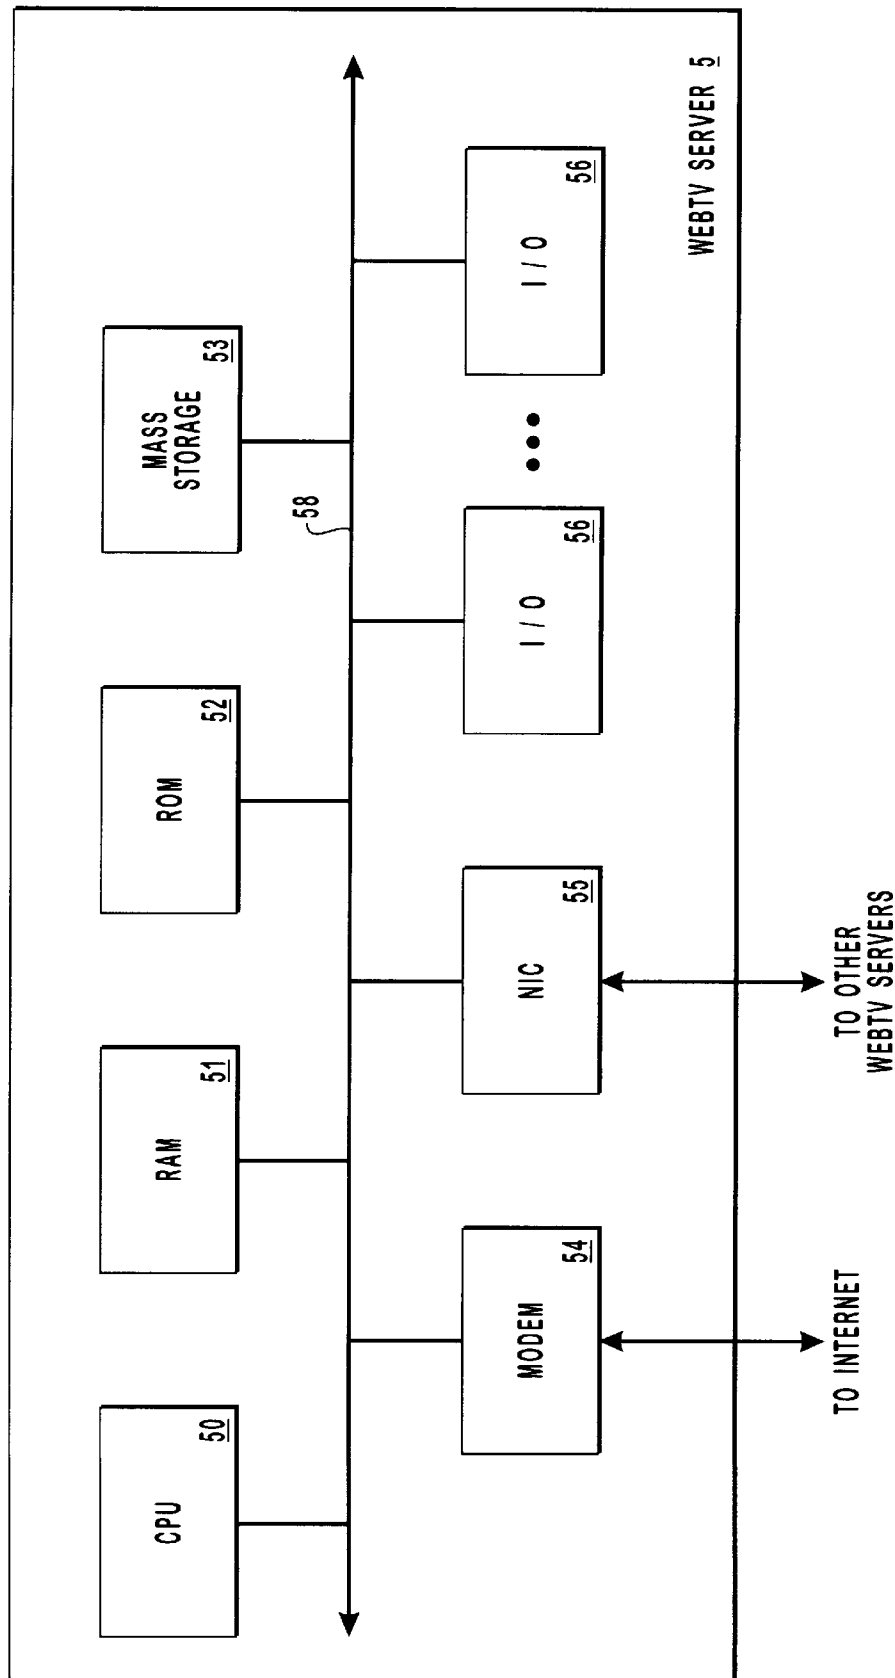 CPU
50
RAM
51
ROM
52
MASS
STORAGE
53
58
MODEM
54
NIC
55
I / O
56
I / O
56
WEBTV SERVER 5
TO INTERNET
TO OTHER
WEBTV SERVERS